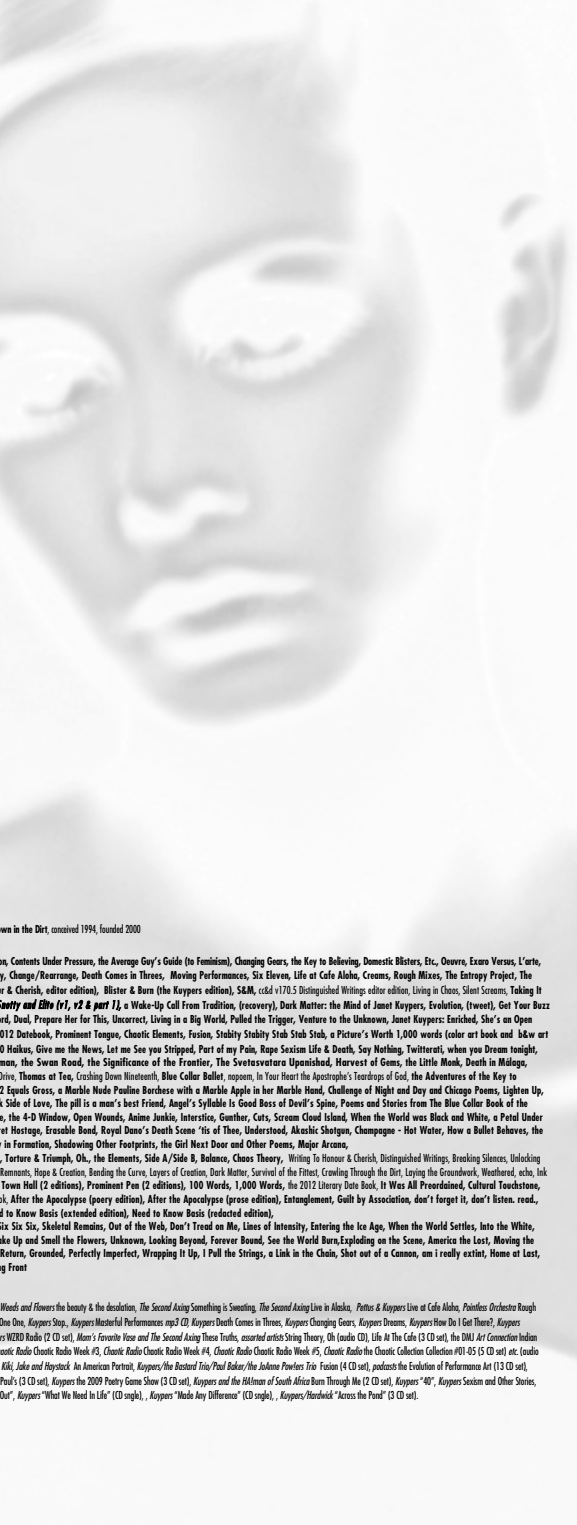 wn in the Dirt, conceived 1994, founded 2000
on, Contents Under Pressure, the Average Guy's Guide (to Feminism), Changing Gears, the Key to Believing, Domestic Blisters, Etc., Oeuvre, Exaro Versus, L'arte,
y, Change/Rearrange, Death Comes in Threes, Moving Performances, Six Eleven, Life at Cafe Aloha, Creams, Rough Mixes, The Entropy Project, The
r & Cherish, editor edition), Blister & Burn (the Kuypers edition), S&M, cc&d v170.5 Distinguished Writings editor edition, Living in Chaos, Silent Screams, Taking It
Snotty and Elite (v1, v2 & part 1), a Wake-Up Call From Tradition, (recovery), Dark Matter: the Mind of Janet Kuypers, Evolution, (tweet), Get Your Buzz
rd, Dual, Prepare Her for This, Uncorrect, Living in a Big World, Pulled the Trigger, Venture to the Unknown, Janet Kuypers: Enriched, She's an Open
012 Datebook, Prominent Tongue, Chaotic Elements, Fusion, Stabity Stabity Stab Stab Stab, a Picture's Worth 1,000 words (color art book and b&w art
0 Haikus, Give me the News, Let me See you Stripped, Part of my Pain, Rape Sexism Life & Death, Say Nothing, Twitterati, when you Dream tonight,
man, the Swan Road, the Significance of the Frontier, The Svetasvatara Upanishad, Harvest of Gems, the Little Monk, Death in Málaga,
Drive, Thomas at Tea, Crashing Down Nineteenth, Blue Collar Ballet, nopoem, In Your Heart the Apostrophe's Teardrops of God, the Adventures of the Key to
2 Equals Gross, a Marble Nude Pauline Borchese with a Marble Apple in her Marble Hand, Challenge of Night and Day and Chicago Poems, Lighten Up,
k Side of Love, The pill is a man's best Friend, Angel's Syllable Is Good Boss of Devil's Spine, Poems and Stories from The Blue Collar Book of the
e, the 4-D Window, Open Wounds, Anime Junkie, Interstice, Gunther, Cuts, Scream Cloud Island, When the World was Black and White, a Petal Under
et Hostage, Erasable Bond, Royal Dano's Death Scene 'tis of Thee, Understood, Akashic Shotgun, Champagne - Hot Water, How a Bullet Behaves, the
y in Formation, Shadowing Other Footprints, the Girl Next Door and Other Poems, Major Arcana,
, Torture & Triumph, Oh., the Elements, Side A/Side B, Balance, Chaos Theory, Writing To Honour & Cherish, Distinguished Writings, Breaking Silences, Unlocking
Remnants, Hope & Creation, Bending the Curve, Layers of Creation, Dark Matter, Survival of the Fittest, Crawling Through the Dirt, Laying the Groundwork, Weathered, echo, Ink
Town Hall (2 editions), Prominent Pen (2 editions), 100 Words, 1,000 Words, the 2012 Literary Date Book, It Was All Preordained, Cultural Touchstone,
ok, After the Apocalypse (poery edition), After the Apocalypse (prose edition), Entanglement, Guilt by Association, don't forget it, don't listen. read.,
d to Know Basis (extended edition), Need to Know Basis (redacted edition),
Six Six Six, Skeletal Remains, Out of the Web, Don't Tread on Me, Lines of Intensity, Entering the Ice Age, When the World Settles, Into the White,
ake Up and Smell the Flowers, Unknown, Looking Beyond, Forever Bound, See the World Burn,Exploding on the Scene, America the Lost, Moving the
Return, Grounded, Perfectly Imperfect, Wrapping It Up, I Pull the Strings, a Link in the Chain, Shot out of a Cannon, am i really extint, Home at Last,
ng Front
Weeds and Flowers the beauty & the desolation, The Second Axing Something is Sweating, The Second Axing Live in Alaska, Pettus & Kuypers Live at Cafe Aloha, Pointless Orchestra Rough
One One, Kuypers Stop., Kuypers Masterful Performances mp3 CD, Kuypers Death Comes in Threes, Kuypers Changing Gears, Kuypers Dreams, Kuypers How Do I Get There?, Kuypers
rs WZRD Radio (2 CD set), Mom's Favorite Vase and The Second Axing These Truths, assorted artists String Theory, Oh (audio CD), Life At The Cafe (3 CD set), the DMJ Art Connection Indian
aotic Radio Chaotic Radio Week #3, Chaotic Radio Chaotic Radio Week #4, Chaotic Radio Chaotic Radio Week #5, Chaotic Radio the Chaotic Collection Collection #01-05 (5 CD set) etc. (audio
Kiki, Jake and Haystack An American Portrait, Kuypers/the Bastard Trio/Paul Baker/the JoAnne Pow!ers Trio Fusion (4 CD set), podcasts the Evolution of Performance Art (13 CD set),
Paul's (3 CD set), Kuypers the 2009 Poetry Game Show (3 CD set), Kuypers and the HA!man of South Africa Burn Through Me (2 CD set), Kuypers "40", Kuypers Sexism and Other Stories,
Out", Kuypers "What We Need In Life" (CD sngle), , Kuypers "Made Any Difference" (CD sngle), , Kuypers/Hardwick "Across the Pond" (3 CD set).